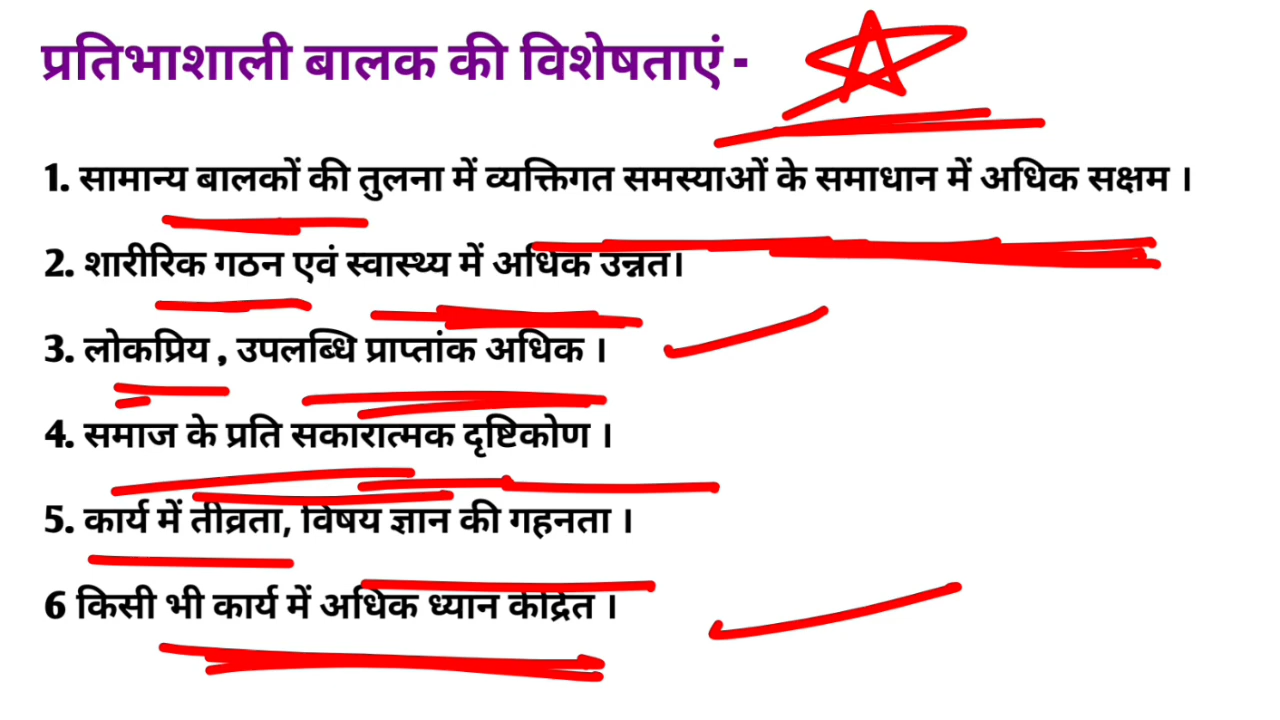 प्रतिभाशाली बालक की विशेषताएं -
1. सामान्य बालकों की तुलना में व्यक्तिगत समस्याओं के समाधान में अधिक सक्षम ।
2. शारीरिक गठन एवं स्वास्थ्य में अधिक उन्नत।
3. लोकप्रिय , उपलब्धि प्राप्तांक अधिक ।
4. समाज के प्रति सकारात्मक दृष्टिकोण ।
5. कार्य में तीव्रता, विषय ज्ञान की गहनता ।
6 किसी भी कार्य में अधिक ध्यान केंद्रित ।